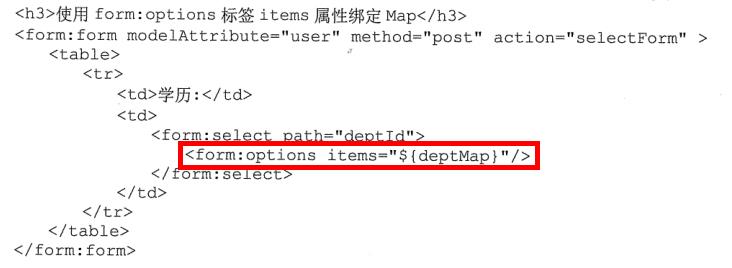 <h3>使用 form:options 标签 items 属性绑定 Map</h3>
<form:form modelAttribute="user" method="post" action="selectForm" >
<table>
<tr>
<td>学历:</td>
<td>
<form:select path="deptId">
<form:options items="${deptMap}"/>
</form:select>
</td>
</tr>
</table>
</form:form>